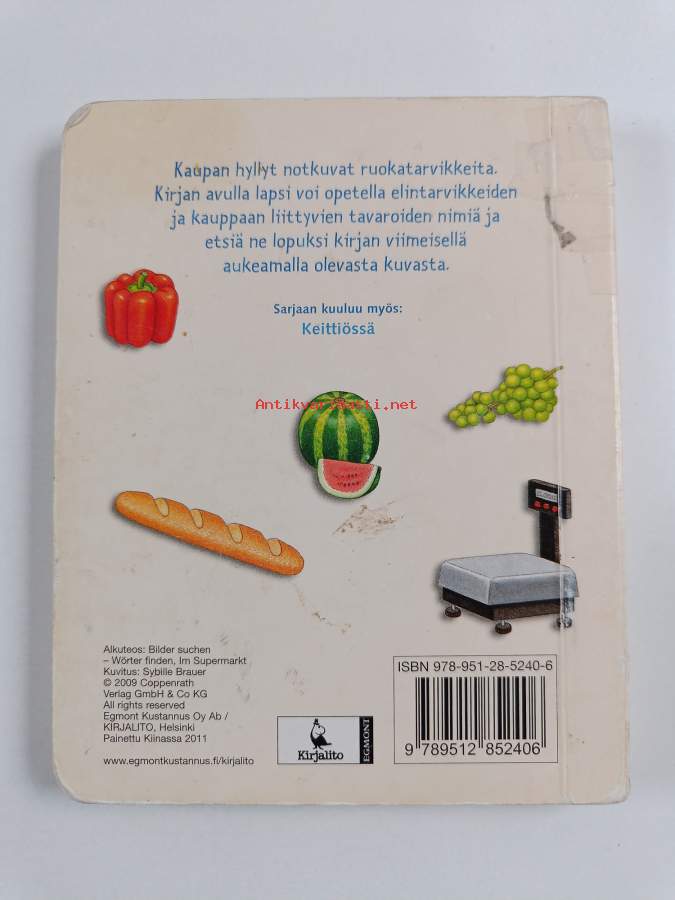 Kaupan hyllyt notkuvat ruokatarvikkeita.
Kirjan avulla lapsi voi opetella elintarvikkeiden
ja kauppaan liittyvien tavaroiden nimiä ja
etsiä ne lopuksi kirjan viimeisellä
aukeamalla olevasta kuvasta.
Sarjaan kuuluu myös:
Keittiössä
Antikvariaatti.net
Alkuteos: Bilder suchen
– Wörter finden, Im Supermarkt
Kuvitus: Sybille Brauer
© 2009 Coppenrath
Verlag GmbH & Co KG
All rights reserved
Egmont Kustannus Oy Ab /
KIRJALITO, Helsinki
Painettu Kiinassa 2011
www.egmontkustannus.fi/kirjalito
Kirjalito
EGMONT
ISBN 978-951-28-5240-6
9 789512 852406